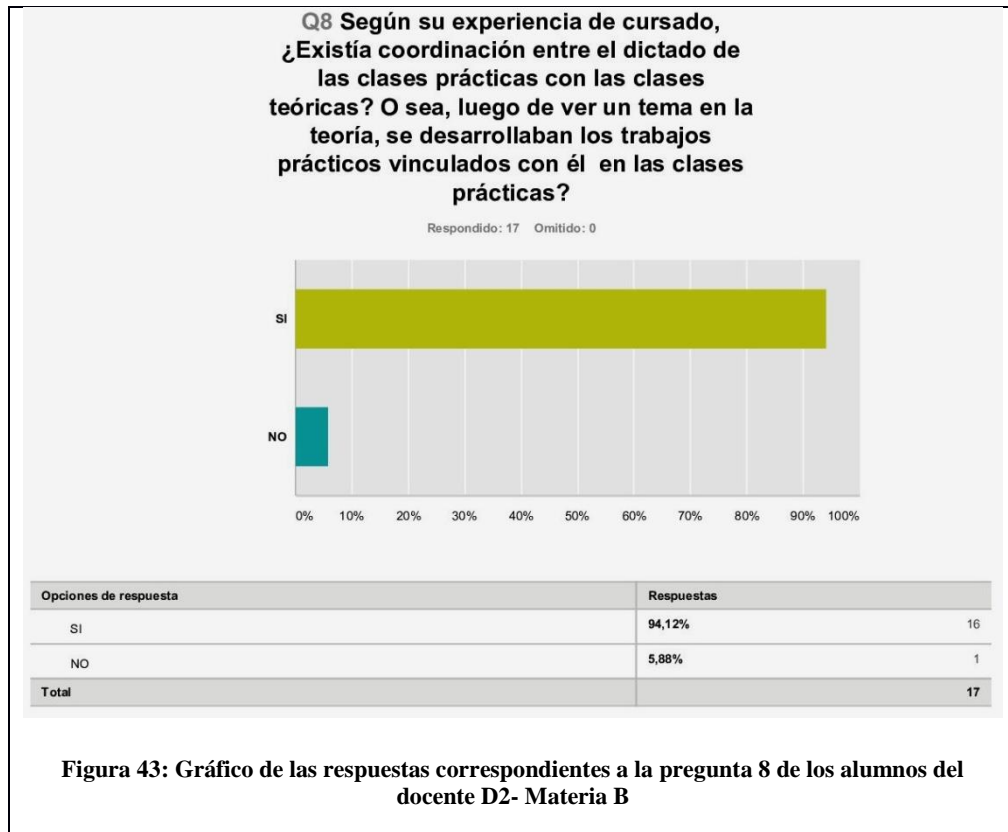 Q8 Según su experiencia de cursado,
¿Existía coordinación entre el dictado de
las clases prácticas con las clases
teóricas? O sea, luego de ver un tema en la
teoría, se desarrollaban los trabajos
prácticos vinculados con él en las clases
prácticas?
Respondido: 17 Omitido: 0
SI
NO
0% 10% 20% 30% 40% 50% 60% 70% 80% 90% 100%
Opciones de respuesta Respuestas
SI 94,12% 16
NO 5,88% 1
Total 17
Figura 43: Gráfico de las respuestas correspondientes a la pregunta 8 de los alumnos del
docente D2- Materia B